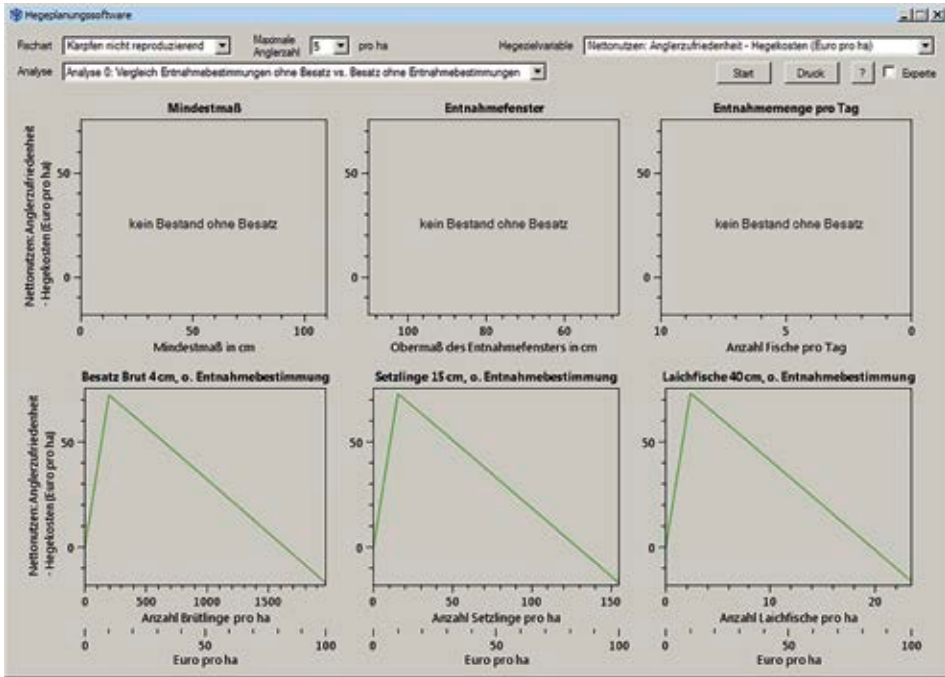 Hegeplanungssoftware
Fischart Karpfen nicht reproduzierend Maximale Anglerzahl 5 pro ha Hegezielvariable Nettonutzen: Anglerzufriedenheit - Hegekosten (Euro pro ha)
Analyse Analyse 0: Vergleich Entnahmebestimmungen ohne Besatz vs. Besatz ohne Entnahmebestimmungen Start Druck ? Experte
Mindestmaß Entnahmefenster Entnahmemenge pro Tag
Nettonutzen: Anglerzufriedenheit
- Hegekosten (Euro pro ha)
50 50 50
kein Bestand ohne Besatz kein Bestand ohne Besatz kein Bestand ohne Besatz
0 0 0
0 50 100 100 80 60 10 5 0
Mindestmaß in cm Obermaß des Entnahmefensters in cm Anzahl Fische pro Tag
Besatz Brut 4 cm, o. Entnahmebestimmung Setzlinge 15 cm, o. Entnahmebestimmung Laichfische 40 cm, o. Entnahmebestimmung
Nettonutzen: Anglerzufriedenheit
- Hegekosten (Euro pro ha)
50 50 50
0 0 0
0 500 1000 1500 0 50 100 150 0 10 20
Anzahl Brütlinge pro ha Anzahl Setzlinge pro ha Anzahl Laichfische pro ha
0 50 100 0 50 100 0 50 100
Euro pro ha Euro pro ha Euro pro ha